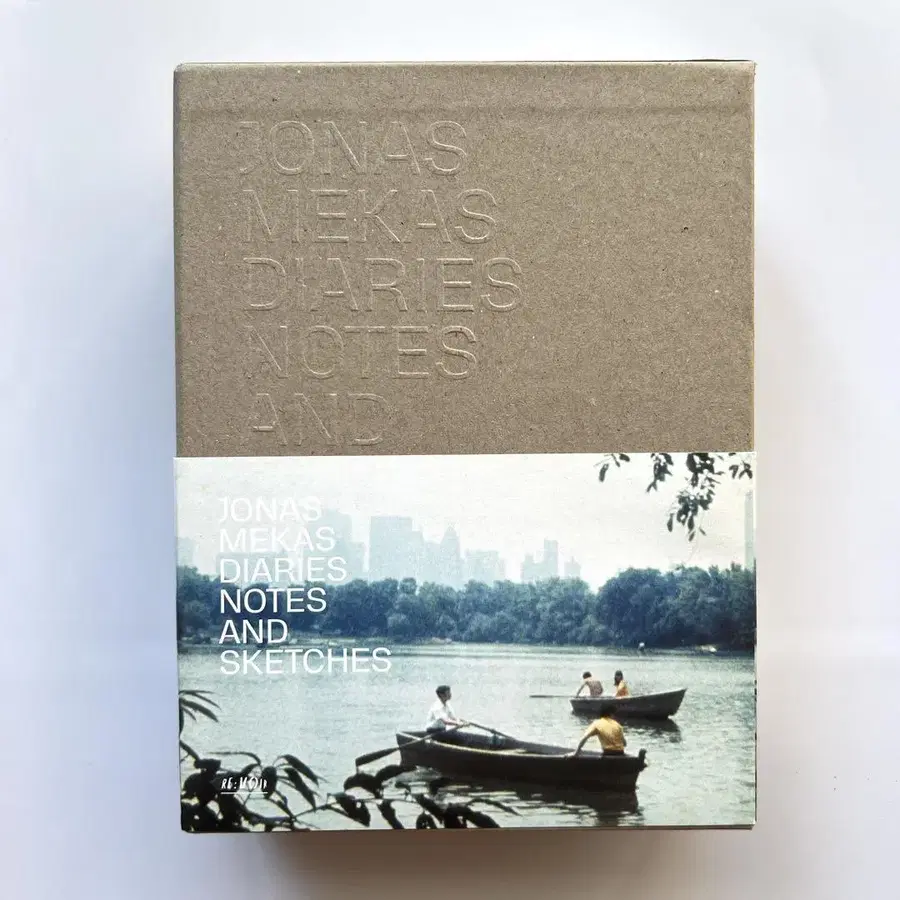 JONAS
MEKAS
DIARIES
NOTES
AND
JONAS
MEKAS
DIARIES
NOTES
AND
SKETCHES
RE:VOIR